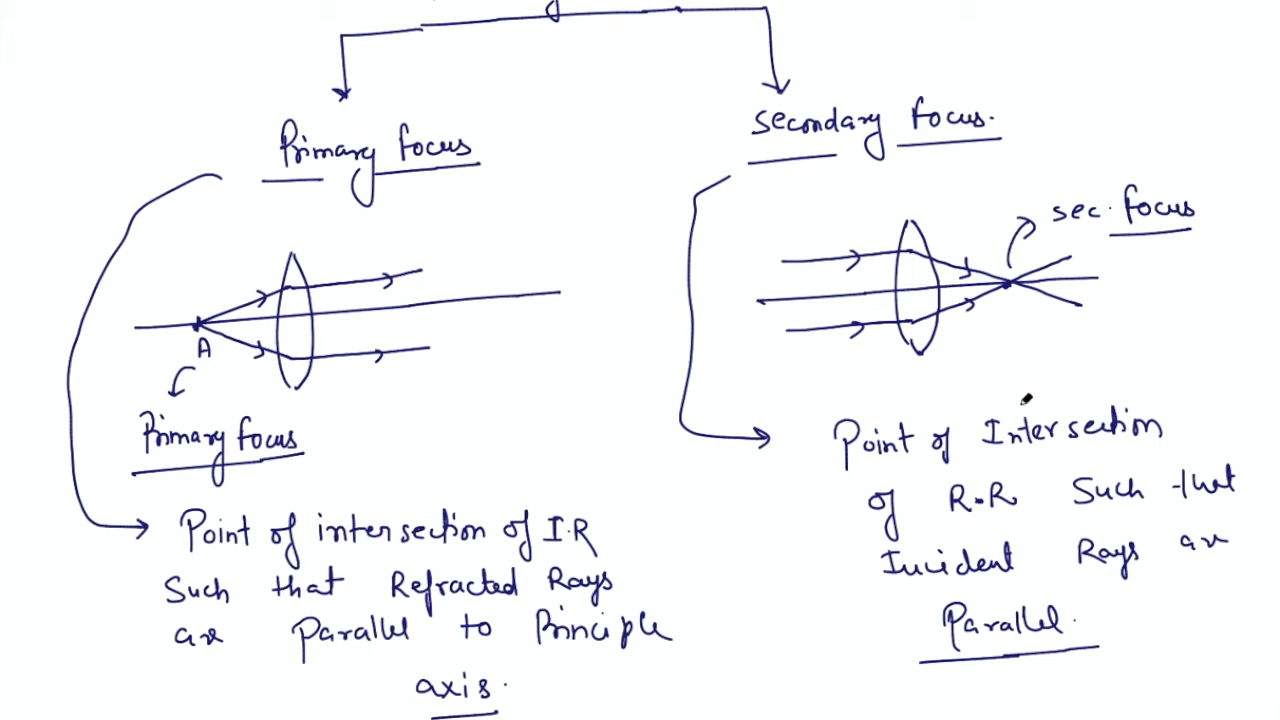 Primary focus
Secondary focus.
sec. focus
A
Primary focus
Point of intersection of I.R
Such that Refracted Rays
are Parallel to Principle
axis.
Point of Intersection
of R.R Such that
Incident Rays are
Parallel.